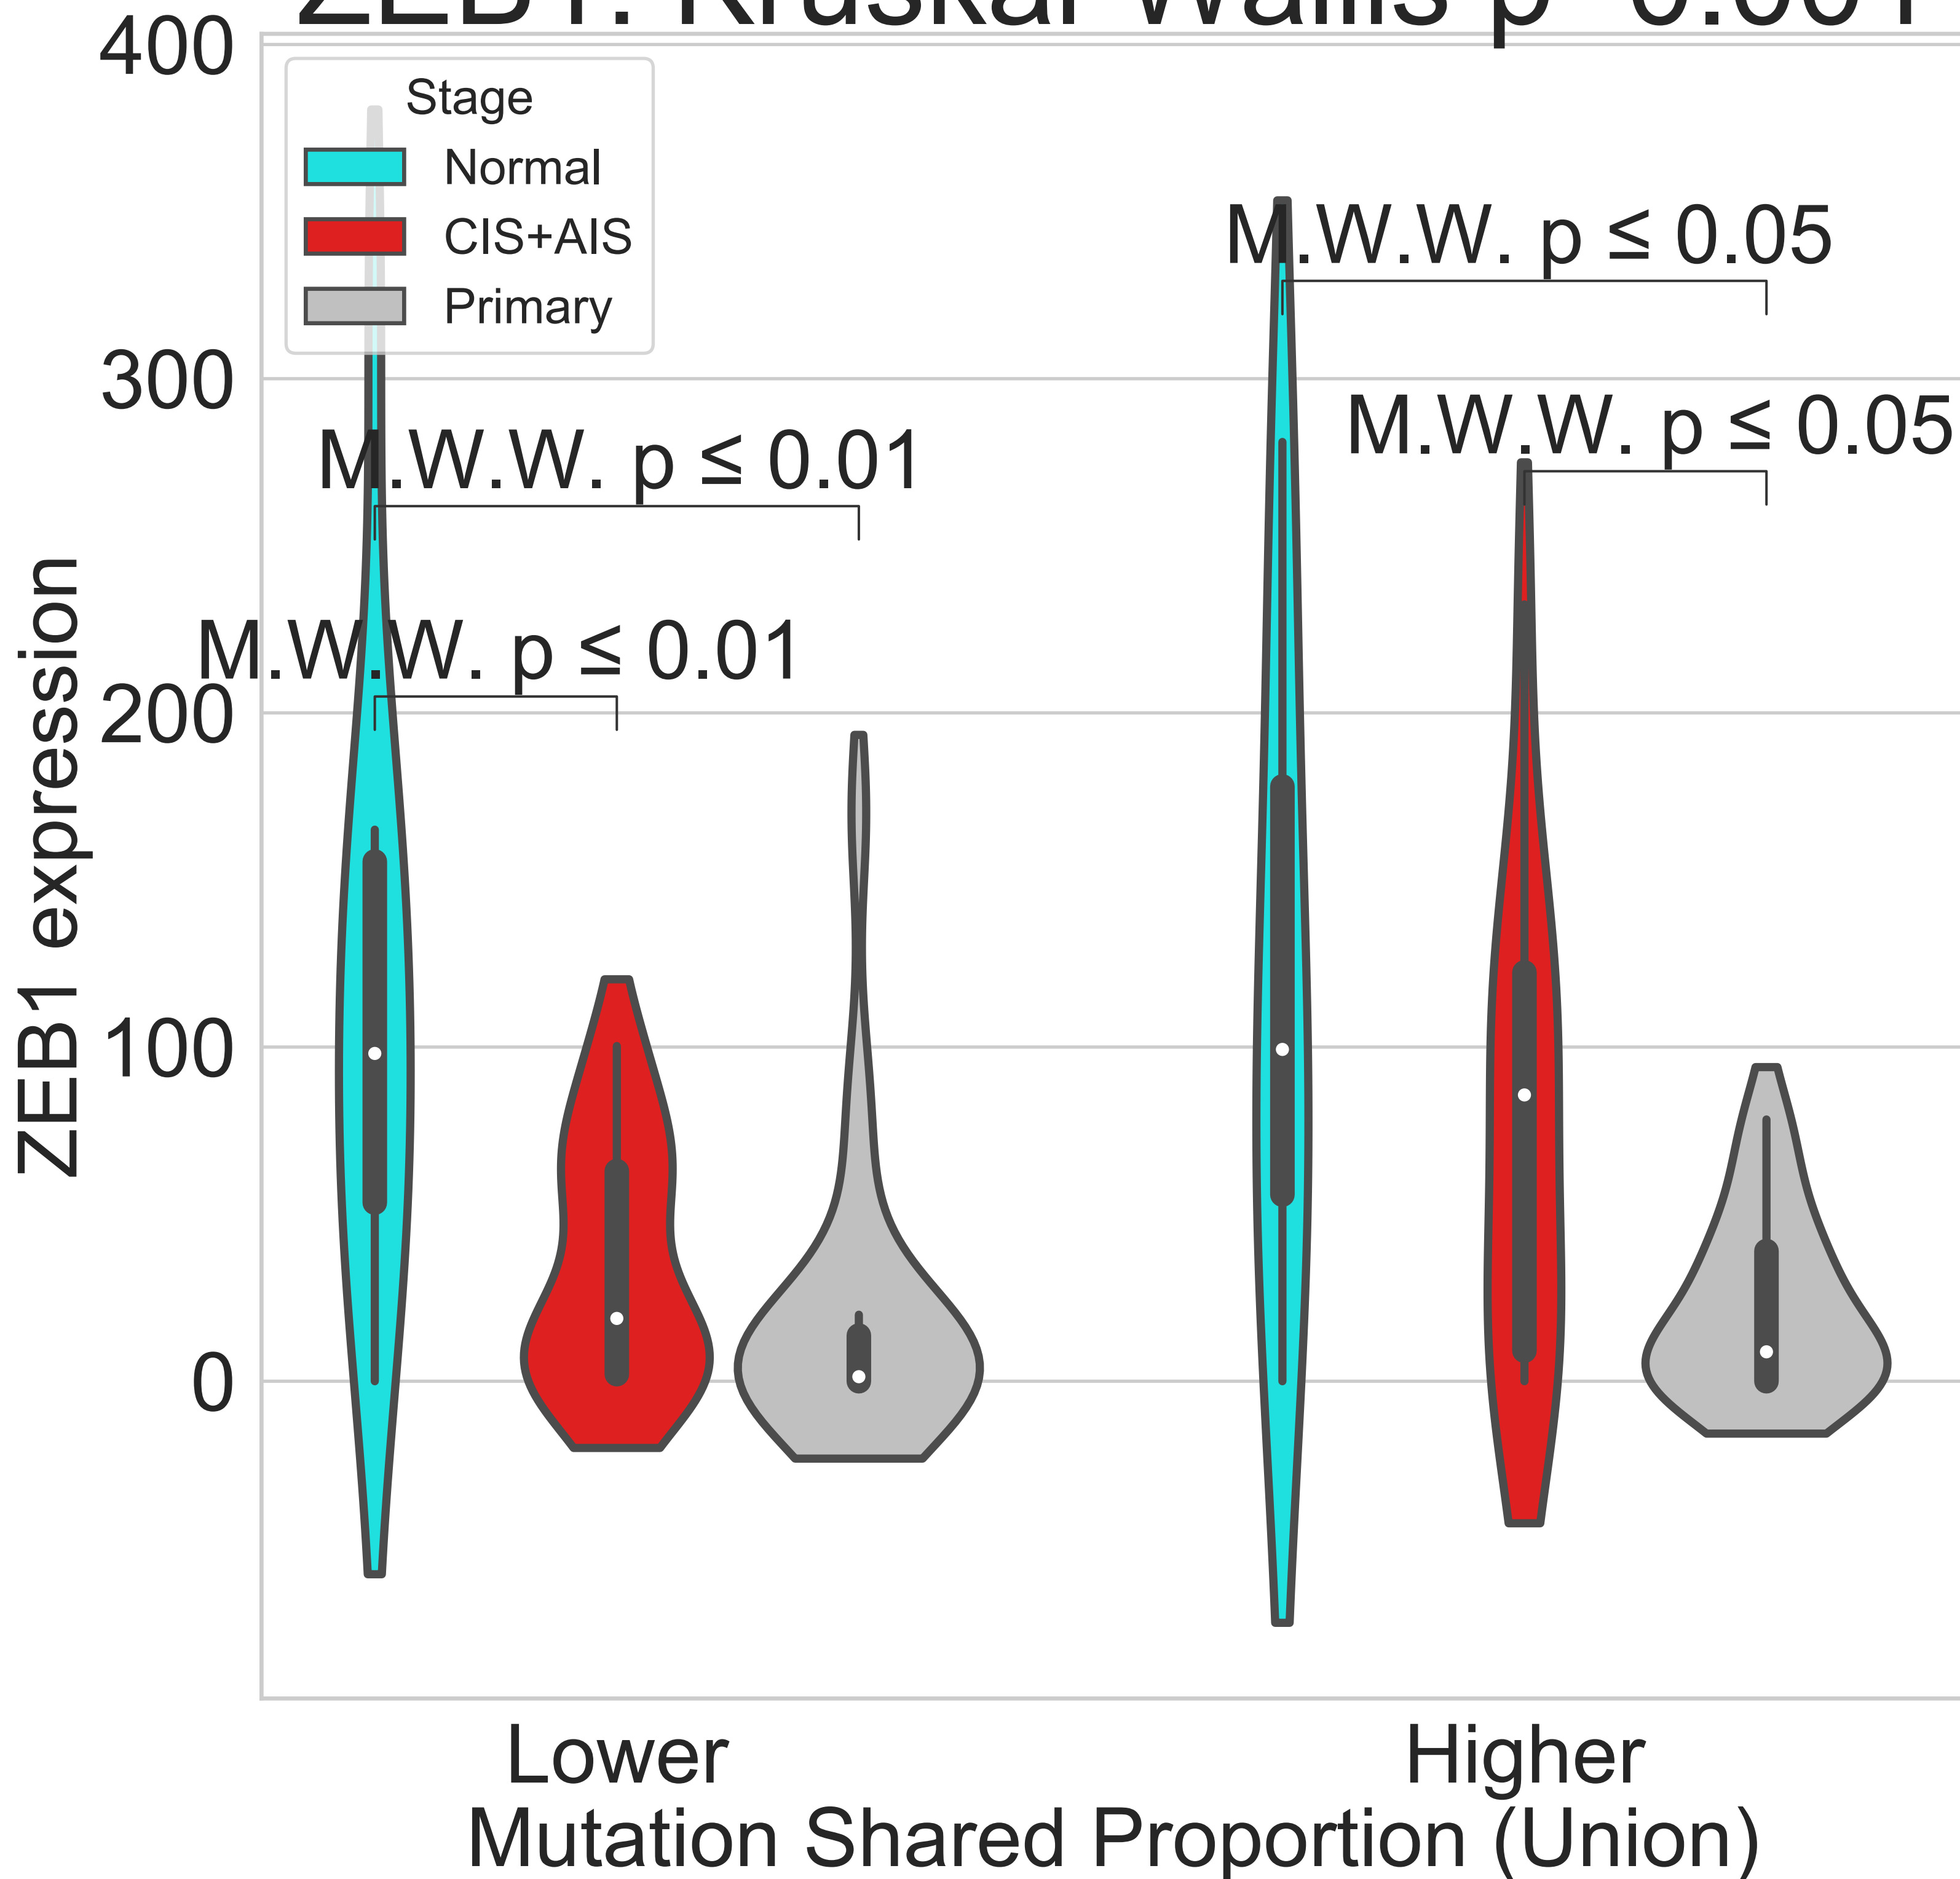 400
Stage
Normal
CIS+AIS
Primary
M.W.W. p ≤ 0.05
300
M.W.W. p ≤ 0.05
M.W.W. p ≤ 0.01
M.W.W. p ≤ 0.01
200
ZEB1 expression
100
0
Lower
Higher
Mutation Shared Proportion (Union)